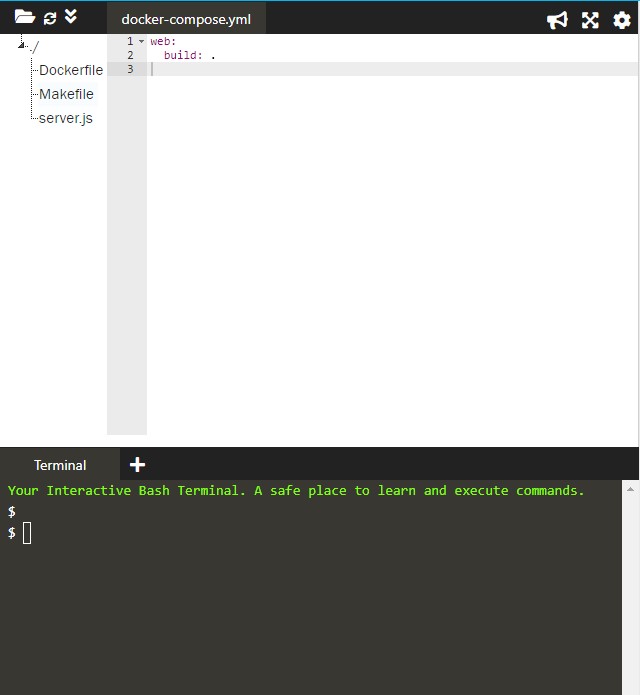 docker-compose.yml
./
Dockerfile
Makefile
server.js
1 web:
2   build: .
3
Terminal
Your Interactive Bash Terminal. A safe place to learn and execute commands.
$
$